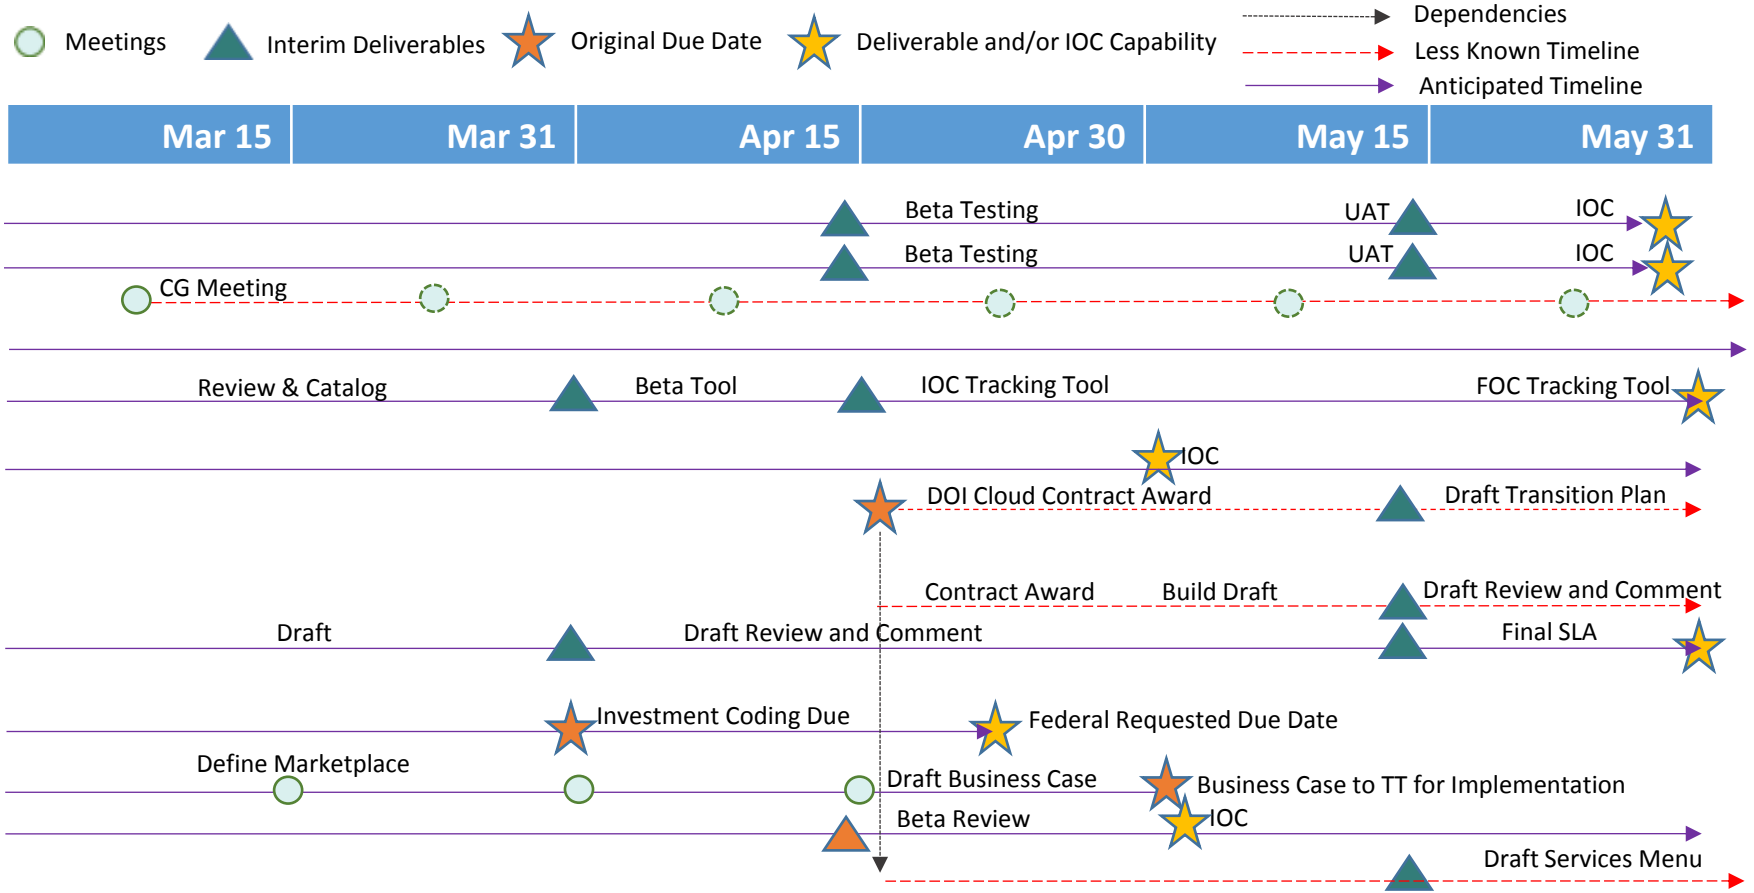 Meetings
Interim Deliverables
Original Due Date
Deliverable and/or IOC Capability
Dependencies
Less Known Timeline
Anticipated Timeline
Mar 15 Mar 31 Apr 15 Apr 30 May 15 May 31
Beta Testing UAT IOC
Beta Testing UAT IOC
CG Meeting
Review & Catalog Beta Tool IOC Tracking Tool FOC Tracking Tool
IOC
DOI Cloud Contract Award Draft Transition Plan
Contract Award Build Draft Draft Review and Comment
Draft Draft Review and Comment Final SLA
Investment Coding Due Federal Requested Due Date
Define Marketplace Draft Business Case Business Case to TT for Implementation
Beta Review IOC
Draft Services Menu